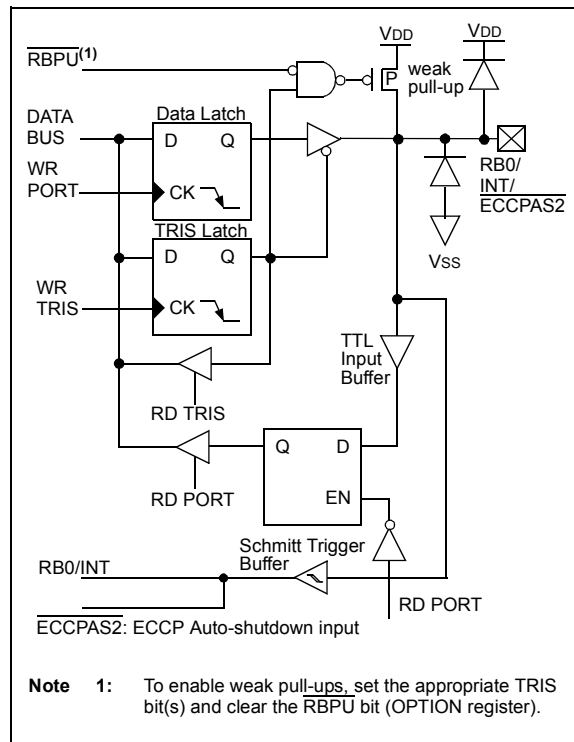 VDD
VDD
RBPU(1)
P
weak
pull-up
DATA
BUS
Data Latch
D
Q
WR
PORT
CK
RB0/
INT/
ECCPAS2
TRIS Latch
D
Q
VSS
WR
TRIS
CK
TTL
Input
Buffer
RD TRIS
Q
D
EN
RD PORT
Schmitt Trigger
Buffer
RB0/INT
RD PORT
ECCPAS2: ECCP Auto-shutdown input
Note 1: To enable weak pull-ups, set the appropriate TRIS
bit(s) and clear the RBPU bit (OPTION register).